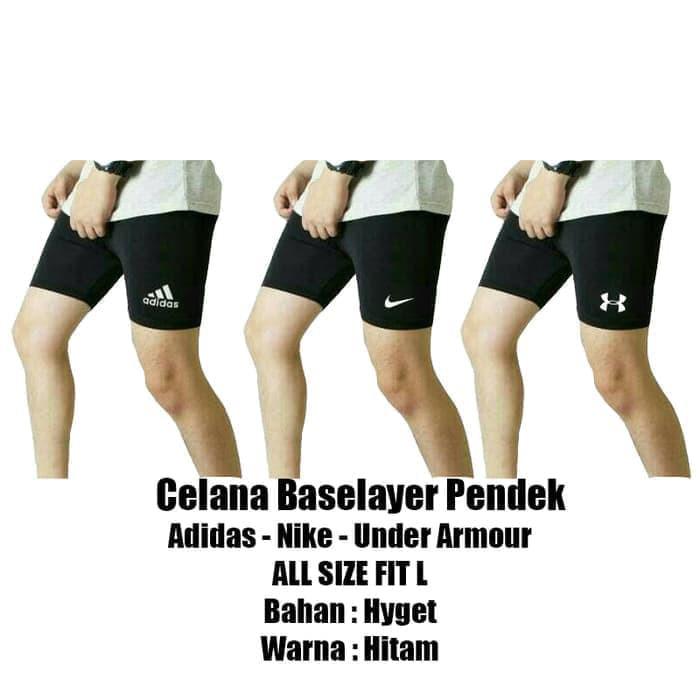 adidas
Celana Baselayer Pendek
Adidas - Nike - Under Armour
ALL SIZE FIT L
Bahan : Hyget
Warna : Hitam